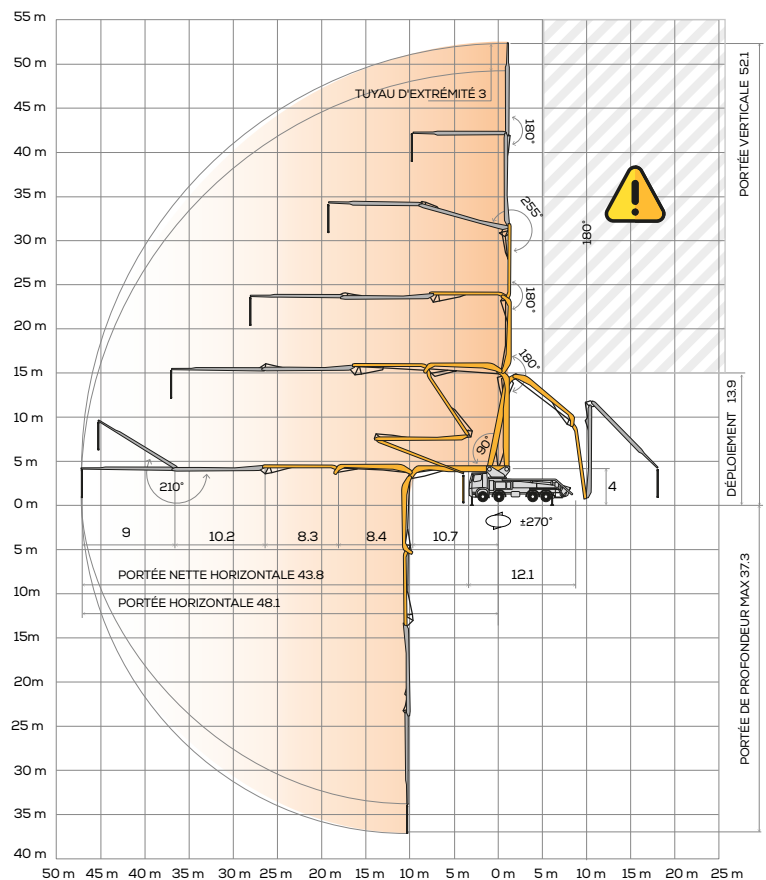 55 m
50 m
45 m
40 m
35 m
30 m
25 m
20 m
15 m
10 m
5 m
0 m
5 m
10m
15m
20m
25 m
30 m
35 m
40 m
50 m 45 m 40 m 35 m 30 m 25 m 20 m 15 m 10 m 5 m 0 m 5 m 10 m 15 m 20 m 25 m
TUYAU D'EXTRÉMITÉ 3
180°
255°
180°
180°
180°
90°
210°
4
±270°
9 10.2 8.3 8.4 10.7
12.1
PORTÉE NETTE HORIZONTALE 43.8
PORTÉE HORIZONTALE 48.1
PORTÉE VERTICALE 52.1
DÉPLOIEMENT 13.9
PORTÉE DE PROFONDEUR MAX 37.3